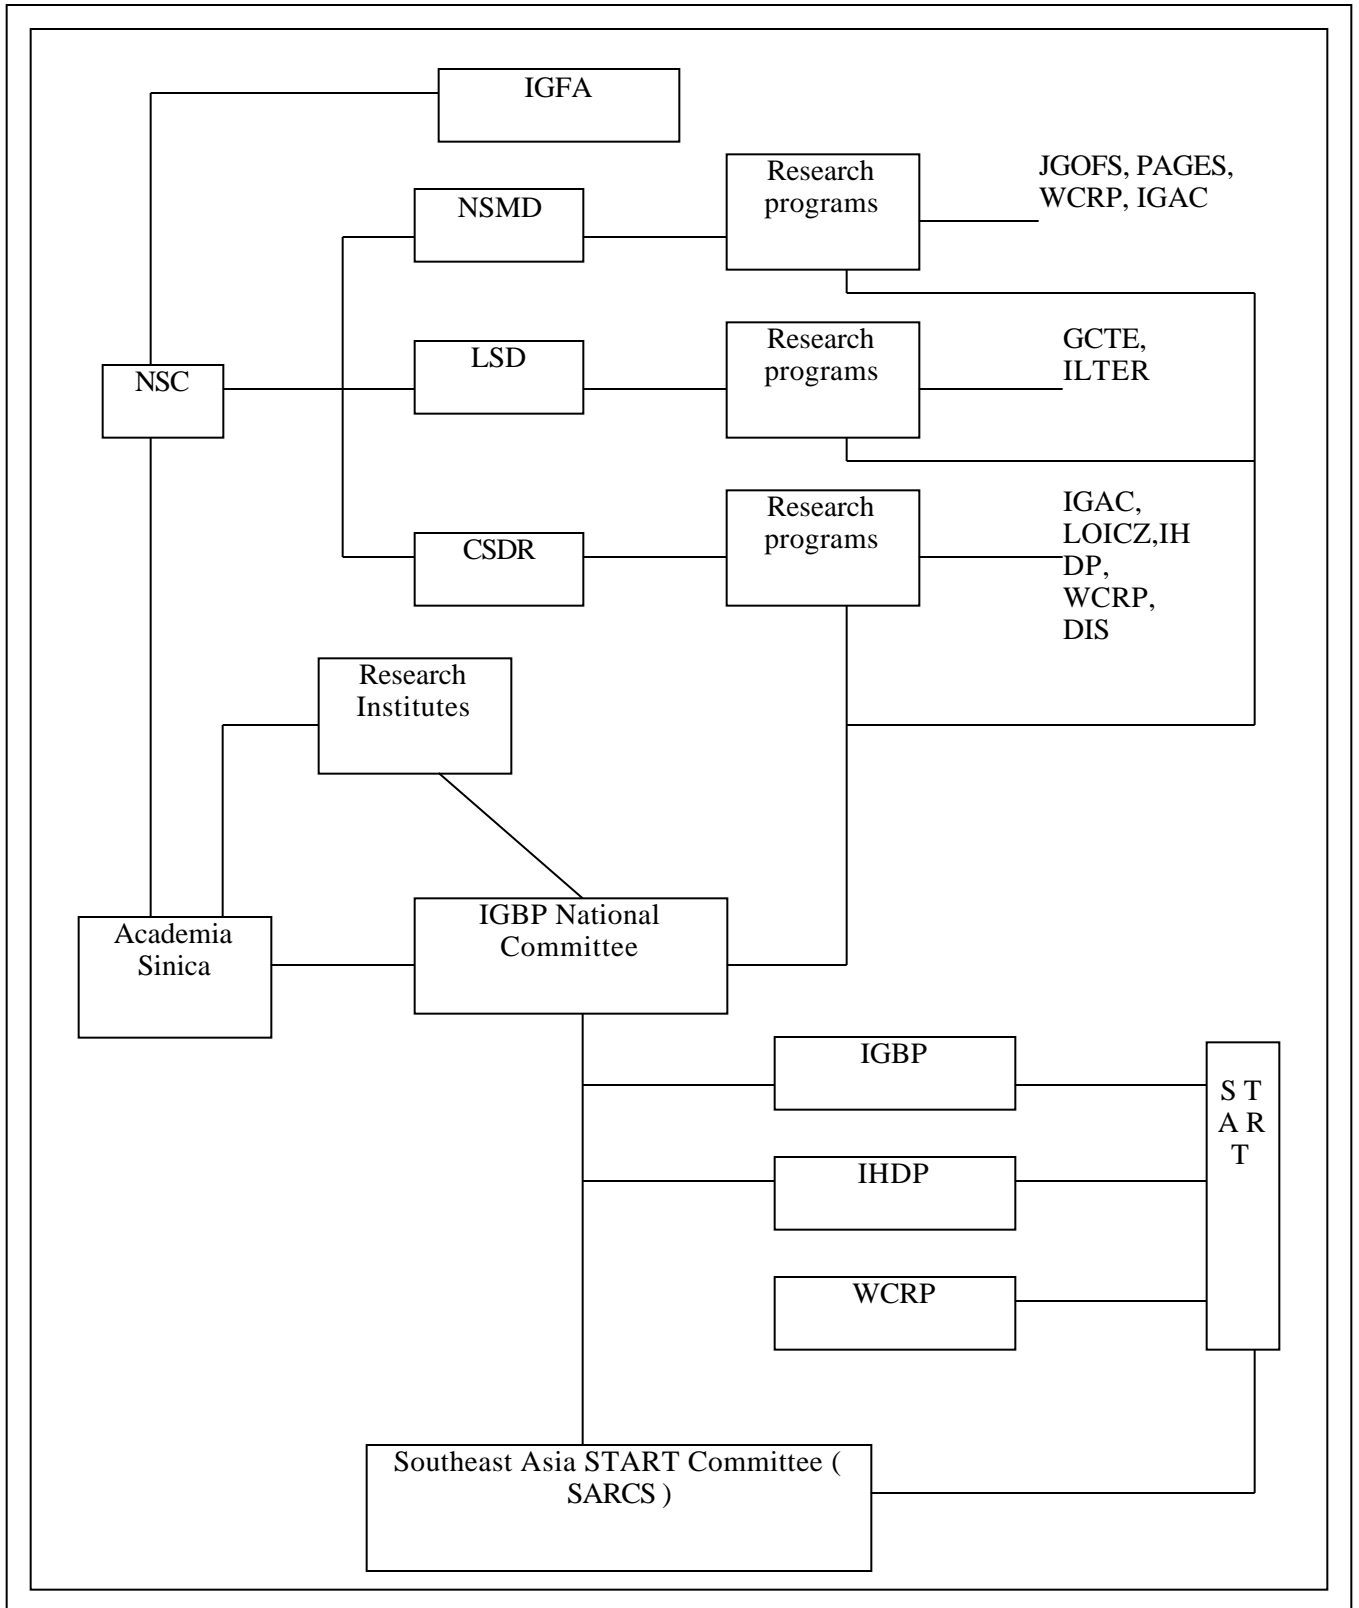 IGFA
Research
programs
JGOFS, PAGES,
WCRP, IGAC
NSMD
Research
programs
GCTE,
ILTER
LSD
NSC
Research
programs
IGAC,
LOICZ,IH
DP,
WCRP,
DIS
CSDR
Research
Institutes
IGBP National
Committee
Academia
Sinica
IGBP
S T
A R
T
IHDP
WCRP
Southeast Asia START Committee (
SARCS )